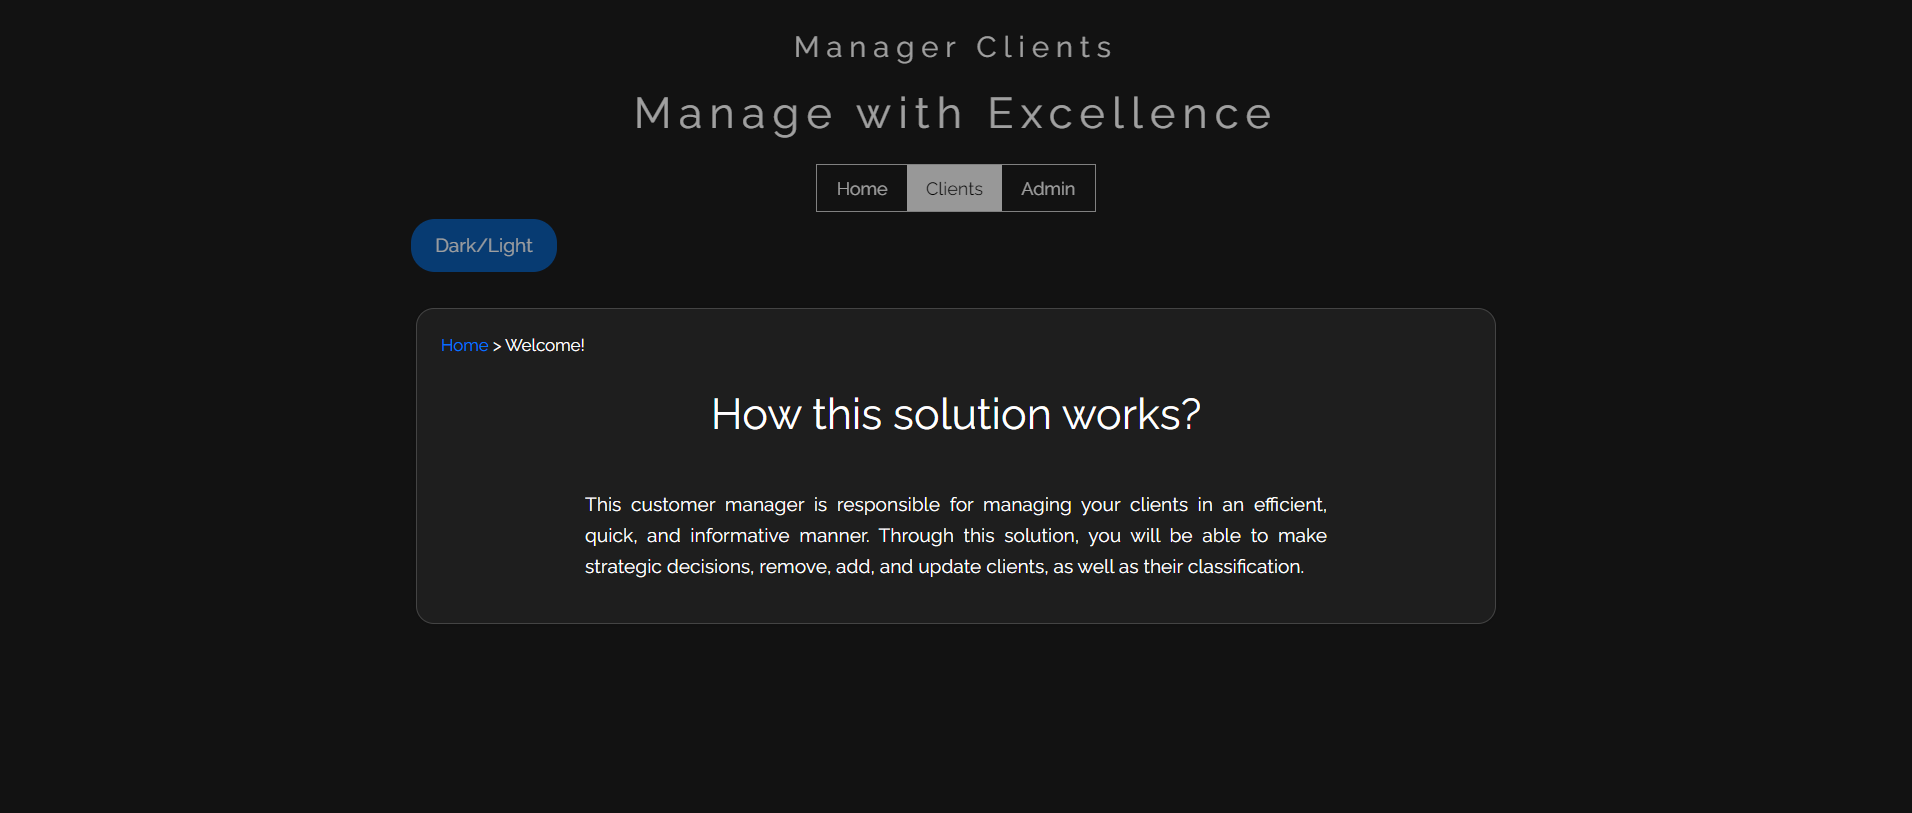 Manager Clients
Manage with Excellence
Home Clients Admin
Dark/Light
Home > Welcome!
How this solution works?
This customer manager is responsible for managing your clients in an efficient,
quick, and informative manner. Through this solution, you will be able to make
strategic decisions, remove, add, and update clients, as well as their classification.